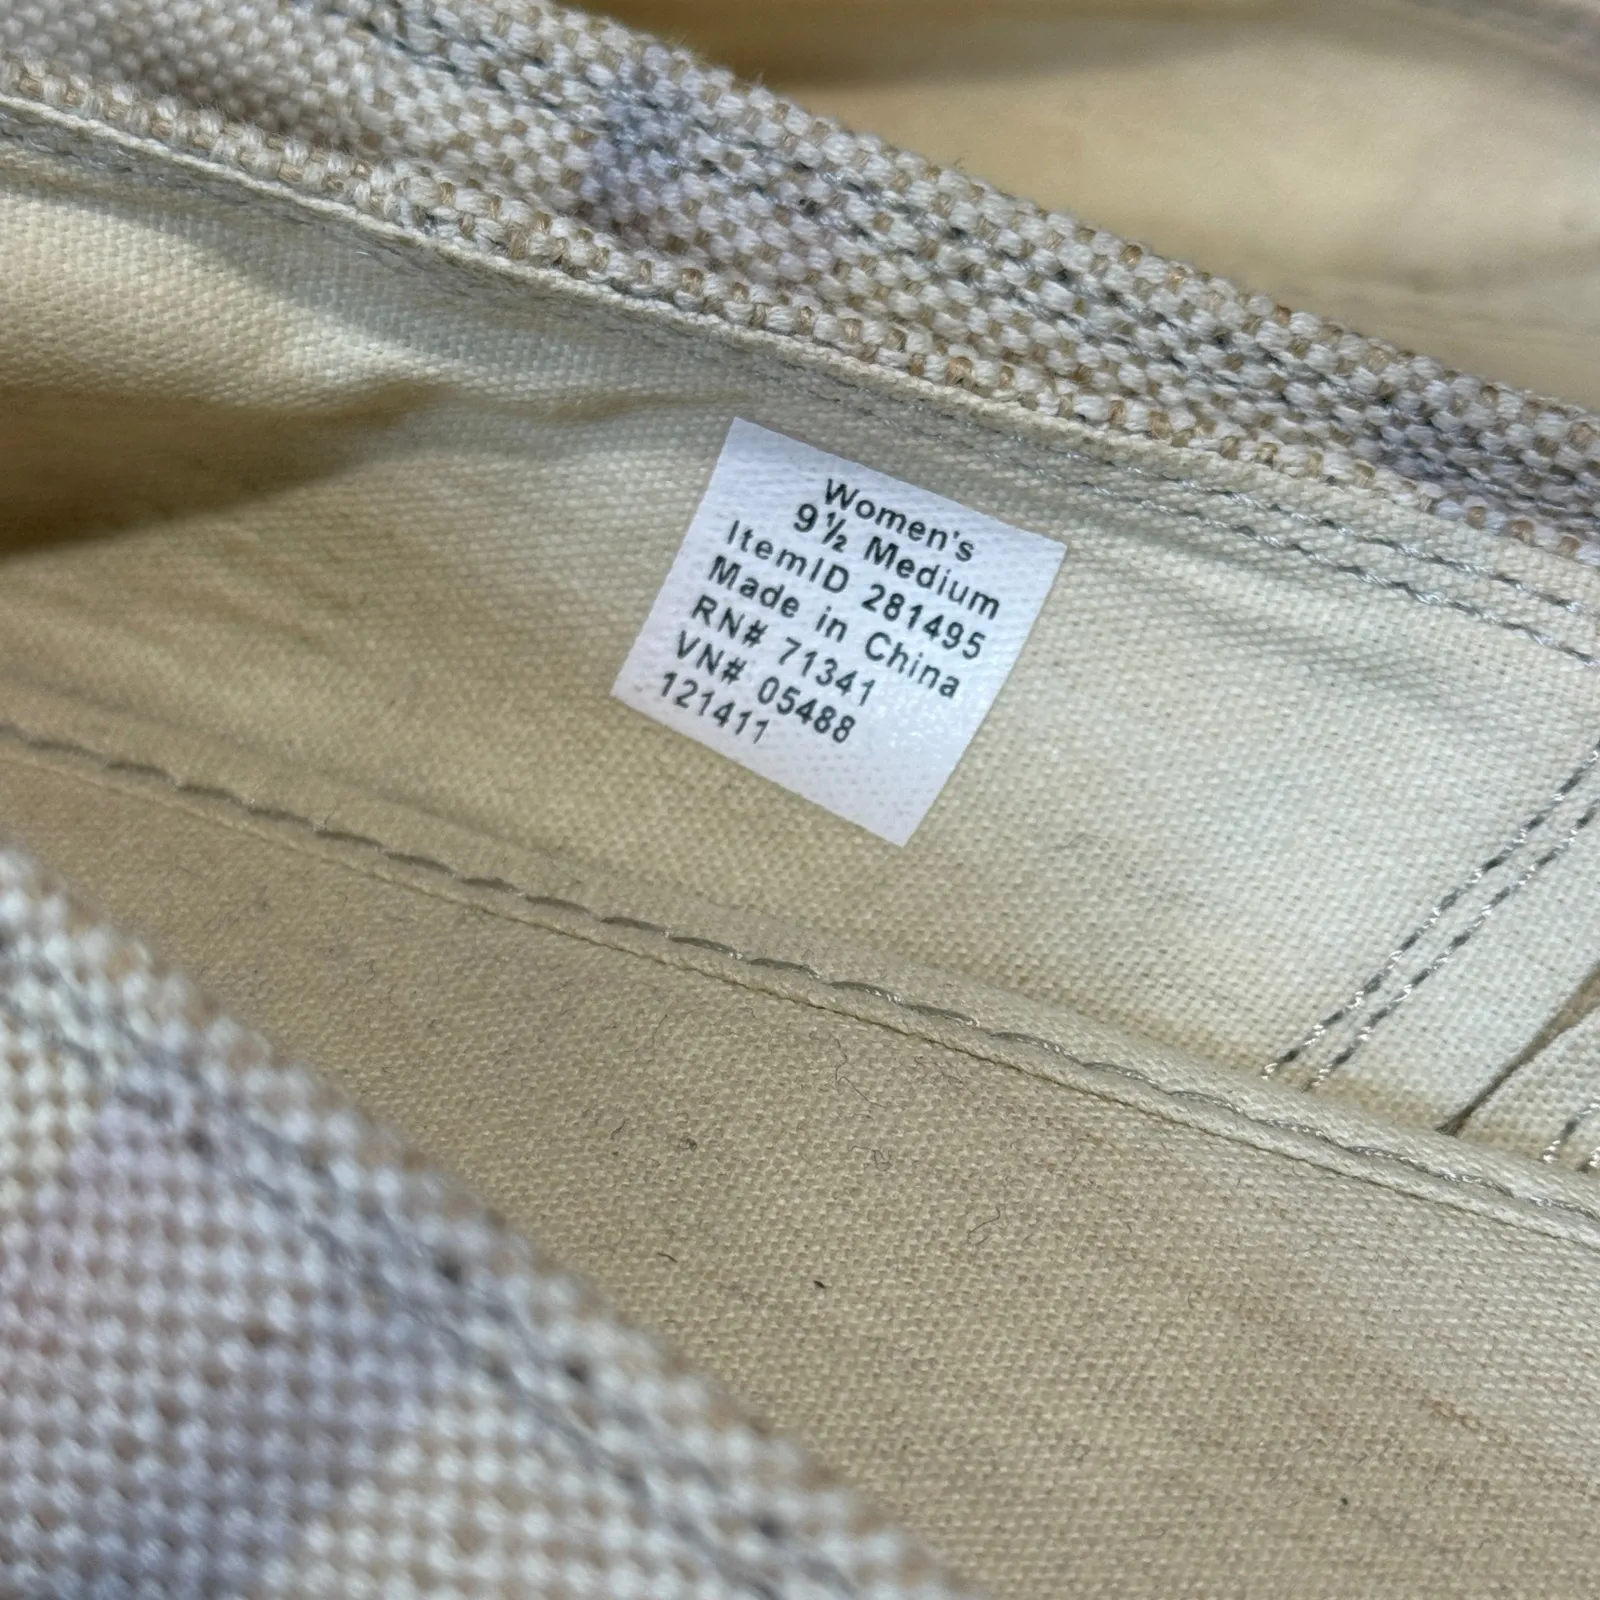 Women's
9½ Medium
ItemID 281495
Made in China
RN# 71341
VN# 05488
121411